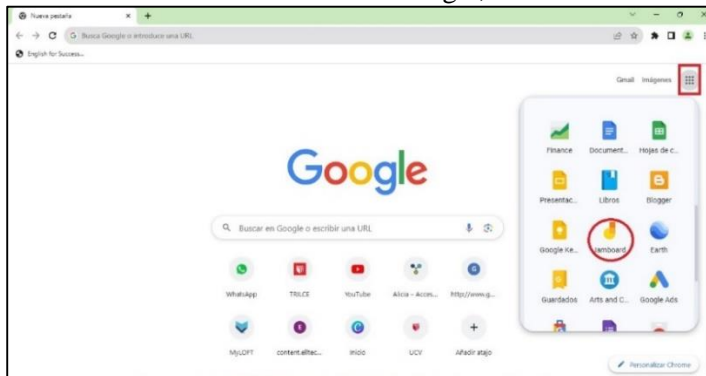 Nueva pestaña
Busca Google o introduce una URL
English for Success...
Gmail Imágenes
Finance Document... Hojas de c...
Presentac... Libros Blogger
Google Ke... Jamboard Earth
Guardados Arts and C... Google Ads
Google
Buscar en Google o escribir una URL
WhatsApp TRILCE YouTube Alicia – Acces... http://www.g...
MyLOFT content.elltec... Inicio UCV Añadir atajo
Personalizar Chrome